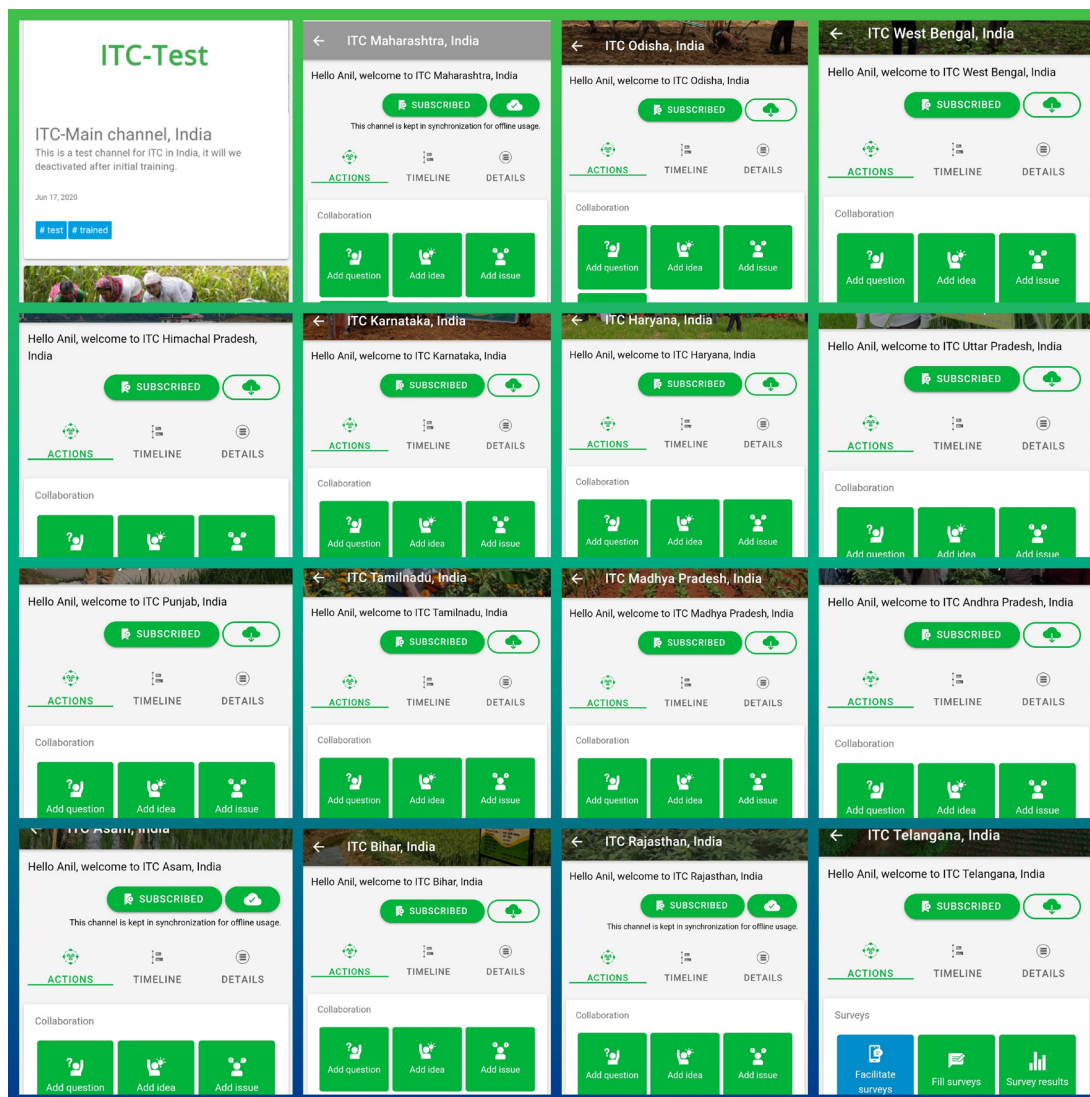 ITC-Test
ITC-Main channel, India
This is a test channel for ITC in India, it will we
deactivated after initial training.
Jun 17, 2020
# test # trained
ITC Maharashtra, India
Hello Anil, welcome to ITC Maharashtra, India
SUBSCRIBED
This channel is kept in synchronization for offline usage.
ACTIONS TIMELINE DETAILS
Collaboration
Add question Add idea Add issue
ITC Odisha, India
Hello Anil, welcome to ITC Odisha, India
SUBSCRIBED
ACTIONS TIMELINE DETAILS
Collaboration
Add question Add idea Add issue
ITC West Bengal, India
Hello Anil, welcome to ITC West Bengal, India
SUBSCRIBED
ACTIONS TIMELINE DETAILS
Collaboration
Add question Add idea Add issue
Hello Anil, welcome to ITC Himachal Pradesh,
India
SUBSCRIBED
ACTIONS TIMELINE DETAILS
Collaboration
ITC Karnataka, India
Hello Anil, welcome to ITC Karnataka, India
SUBSCRIBED
ACTIONS TIMELINE DETAILS
Collaboration
Add question Add idea Add issue
ITC Haryana, India
Hello Anil, welcome to ITC Haryana, India
SUBSCRIBED
ACTIONS TIMELINE DETAILS
Collaboration
Add question Add idea Add issue
Hello Anil, welcome to ITC Uttar Pradesh, India
SUBSCRIBED
ACTIONS TIMELINE DETAILS
Collaboration
Add question Add idea Add issue
Hello Anil, welcome to ITC Punjab, India
SUBSCRIBED
ACTIONS TIMELINE DETAILS
Collaboration
Add question Add idea Add issue
ITC Tamilnadu, India
Hello Anil, welcome to ITC Tamilnadu, India
SUBSCRIBED
ACTIONS TIMELINE DETAILS
Collaboration
Add question Add idea Add issue
ITC Madhya Pradesh, India
Hello Anil, welcome to ITC Madhya Pradesh, India
SUBSCRIBED
ACTIONS TIMELINE DETAILS
Collaboration
Add question Add idea Add issue
Hello Anil, welcome to ITC Andhra Pradesh, India
SUBSCRIBED
ACTIONS TIMELINE DETAILS
Collaboration
Add question Add idea Add issue
ITC Asam, India
Hello Anil, welcome to ITC Asam, India
SUBSCRIBED
This channel is kept in synchronization for offline usage.
ACTIONS TIMELINE DETAILS
Collaboration
Add question Add idea Add issue
ITC Bihar, India
Hello Anil, welcome to ITC Bihar, India
SUBSCRIBED
ACTIONS TIMELINE DETAILS
Collaboration
Add question Add idea Add issue
ITC Rajasthan, India
Hello Anil, welcome to ITC Rajasthan, India
SUBSCRIBED
This channel is kept in synchronization for offline usage.
ACTIONS TIMELINE DETAILS
Collaboration
Add question Add idea Add issue
ITC Telangana, India
Hello Anil, welcome to ITC Telangana, India
SUBSCRIBED
ACTIONS TIMELINE DETAILS
Surveys
Facilitate
surveys Fill surveys Survey results